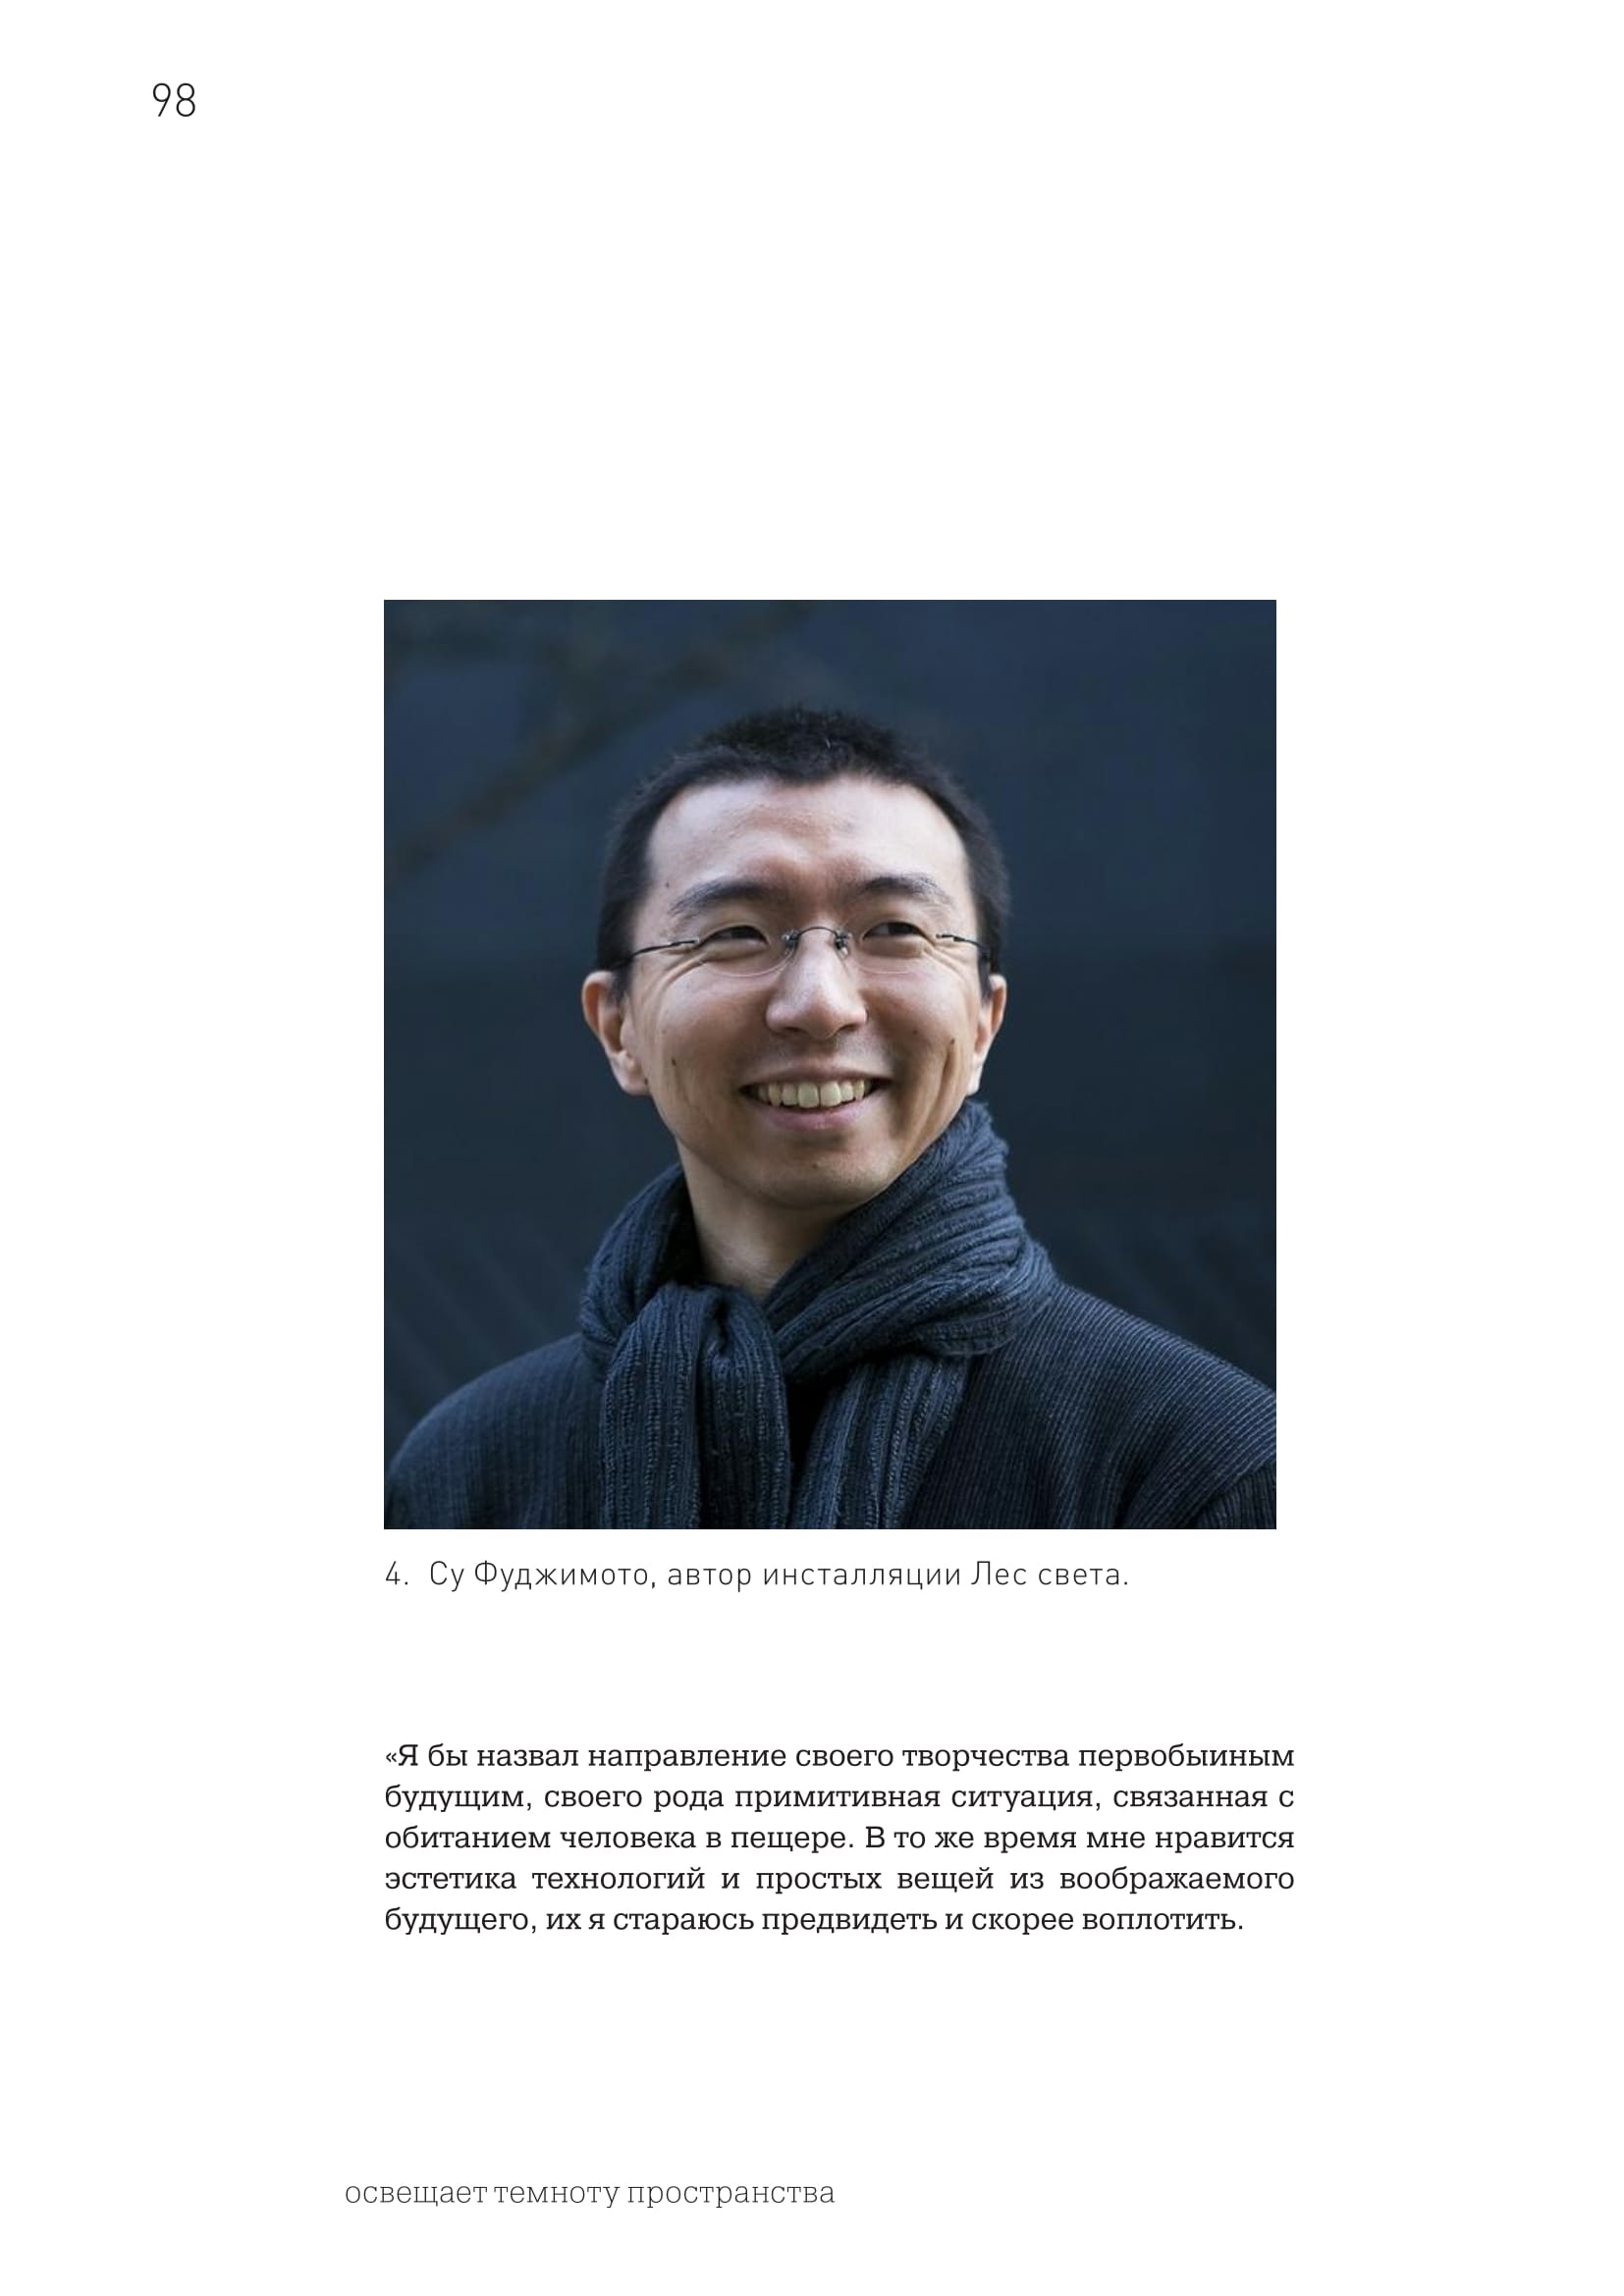 98
4. Су Фуджимото, автор инсталляции Лес света.
«Я бы назвал направление своего творчества первобыиным
будущим, своего рода примитивная ситуация, связанная с
обитанием человека в пещере. В то же время мне нравится
эстетика технологий и простых вещей из воображаемого
будущего, их я стараюсь предвидеть и скорее воплотить.
освещает темноту пространства